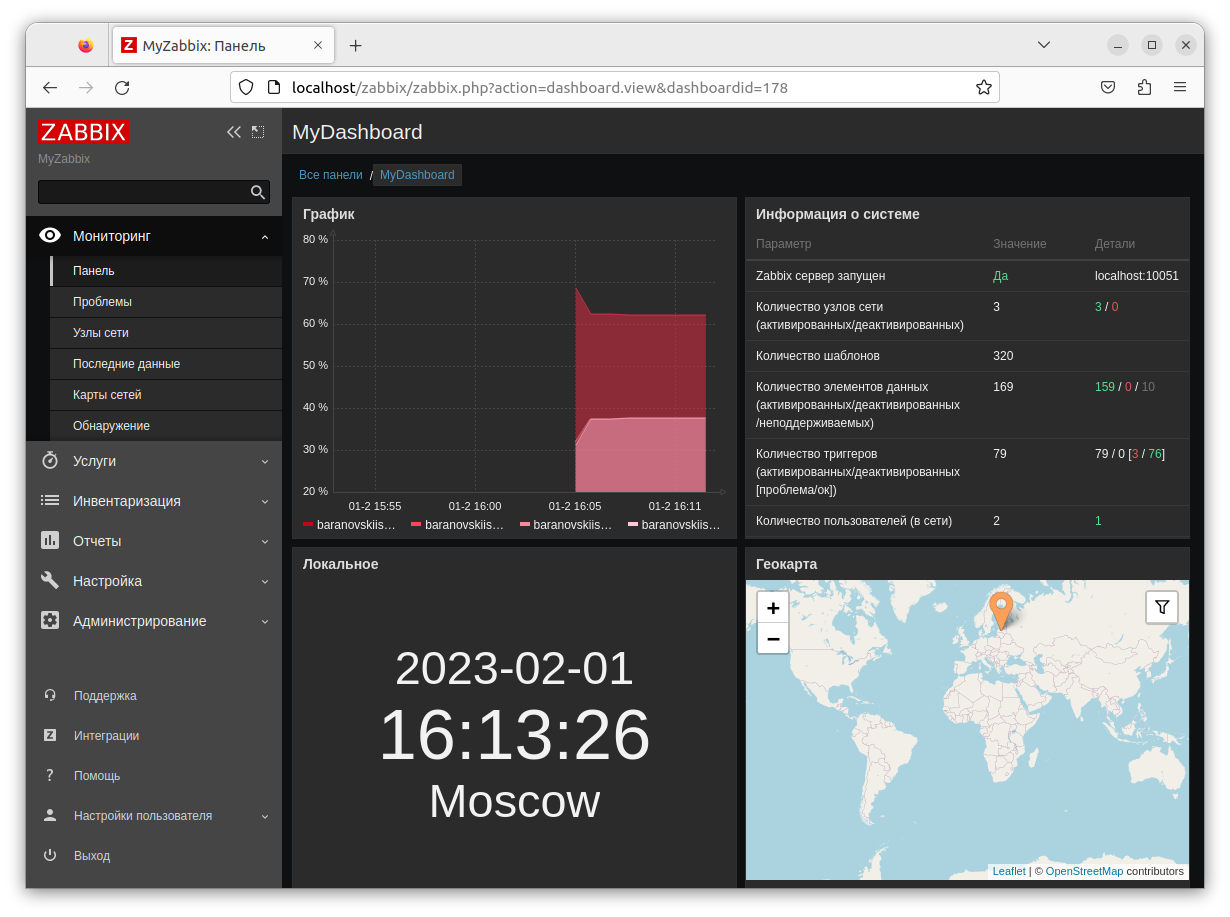 MyZabbix: Панель
localhost/zabbix/zabbix.php?action=dashboard.view&dashboardid=178
ZABBIX
MyZabbix
Мониторинг
Панель
Проблемы
Узлы сети
Последние данные
Карты сетей
Обнаружение
Услуги
Инвентаризация
Отчеты
Настройка
Администрирование
Поддержка
Z Интеграции
? Помощь
Настройки пользователя
Выход
MyDashboard
Все панели / MyDashboard
График
80 %
70 %
60 %
50 %
40 %
30 %
20 %
01-2 15:55 01-2 16:00 01-2 16:05 01-2 16:11
baranovskiis… baranovskiis… baranovskiis… baranovskiis…
Информация о системе
Параметр Значение Детали
Zabbix сервер запущен Да localhost:10051
Количество узлов сети 3 3 / 0
(активированных/деактивированных)
Количество шаблонов 320
Количество элементов данных 169 159 / 0 / 10
(активированных/деактивированных
/неподдерживаемых)
Количество триггеров 79 79 / 0 [3 / 76]
(активированных/деактивированных
[проблема/ок])
Количество пользователей (в сети) 2 1
Локальное
2023-02-01
16:13:26
Moscow
Геокарта
+
−
Leaflet | © OpenStreetMap contributors